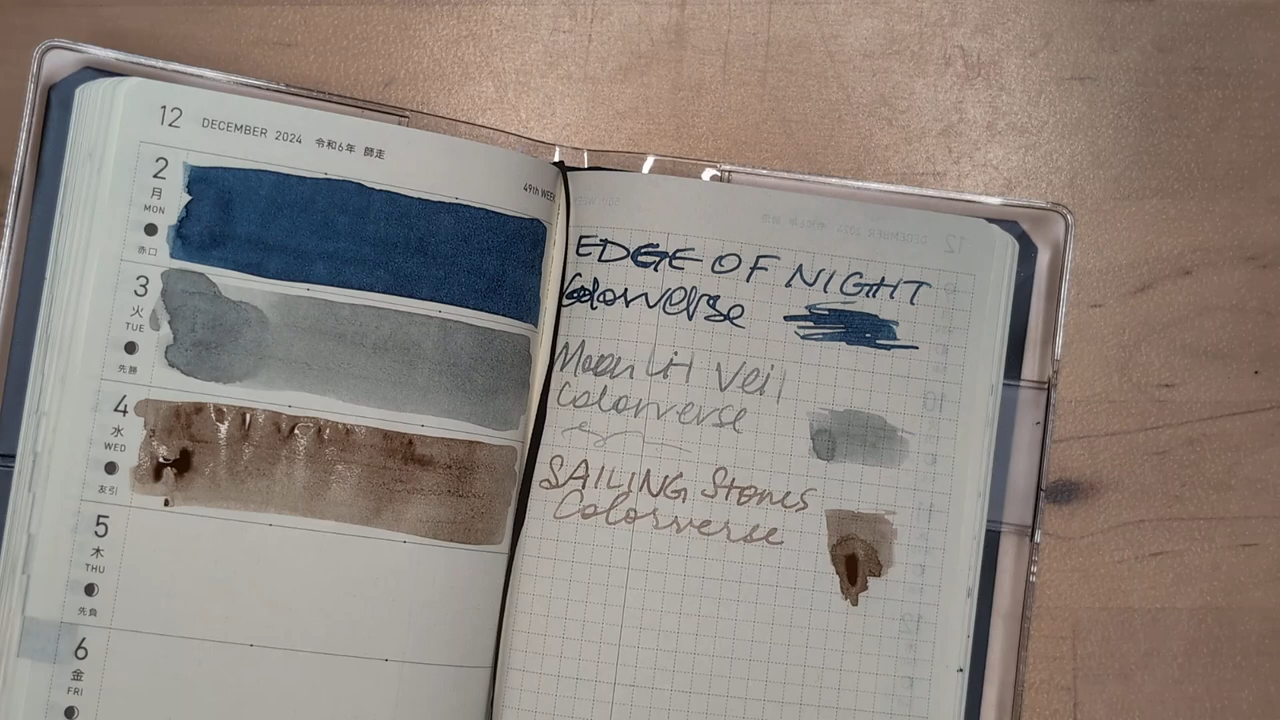 12 DECEMBER 2024 令和6年 師走
49th WEEK
2
月
MON
赤口
3
火
TUE
先勝
4
水
WED
友引
5
木
THU
先負
6
金
FRI
EDGE OF NIGHT
Colorverse
Moon Lit Veil
Colorverse
SAILING Stones
Colorverse